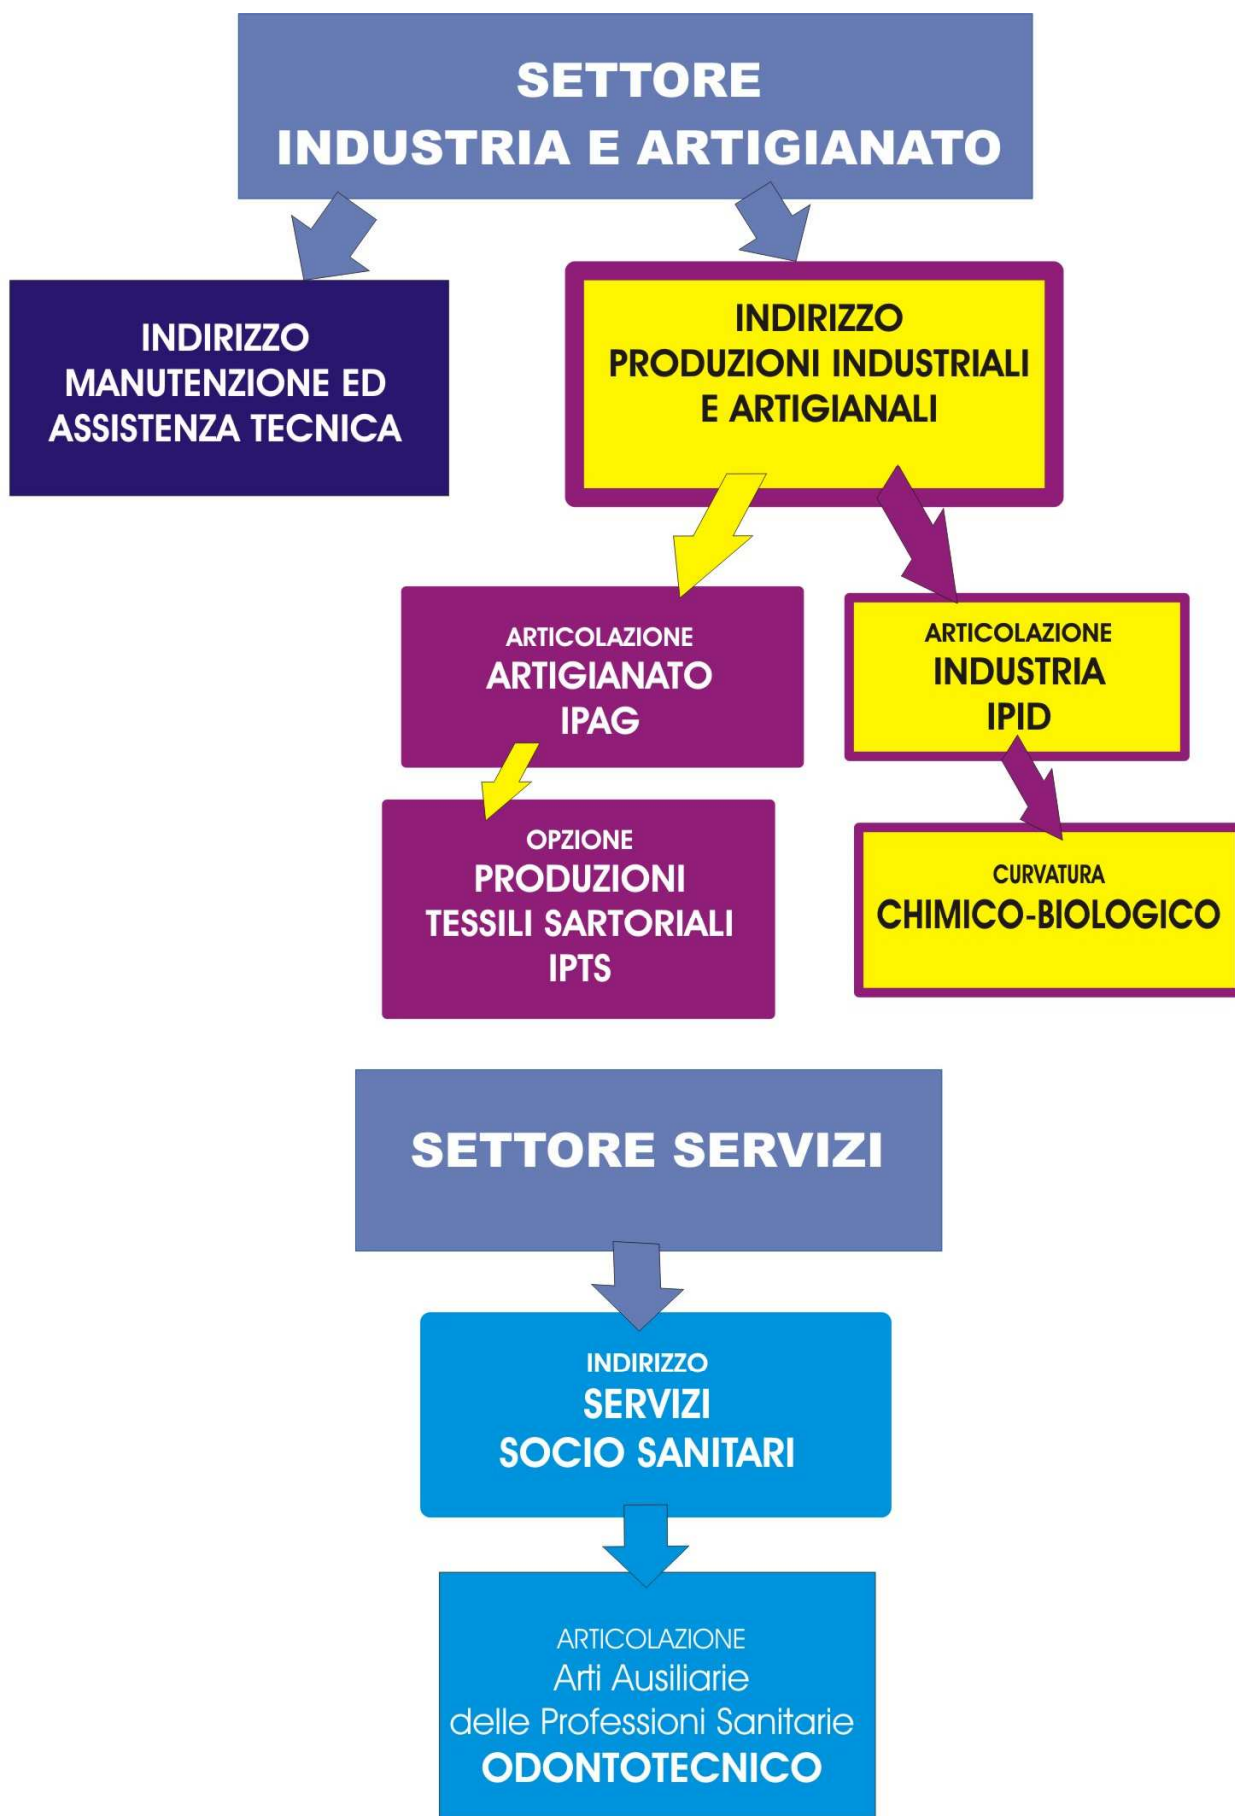 SETTORE
INDUSTRIA E ARTIGIANATO
INDIRIZZO
MANUTENZIONE ED
ASSISTENZA TECNICA
INDIRIZZO
PRODUZIONI INDUSTRIALI
E ARTIGIANALI
ARTICOLAZIONE
ARTIGIANATO
IPAG
ARTICOLAZIONE
INDUSTRIA
IPID
OPZIONE
PRODUZIONI
TESSILI SARTORIALI
IPTS
CURVATURA
CHIMICO-BIOLOGICO
SETTORE SERVIZI
INDIRIZZO
SERVIZI
SOCIO SANITARI
ARTICOLAZIONE
Arti Ausiliarie
delle Professioni Sanitarie
ODONTOTECNICO